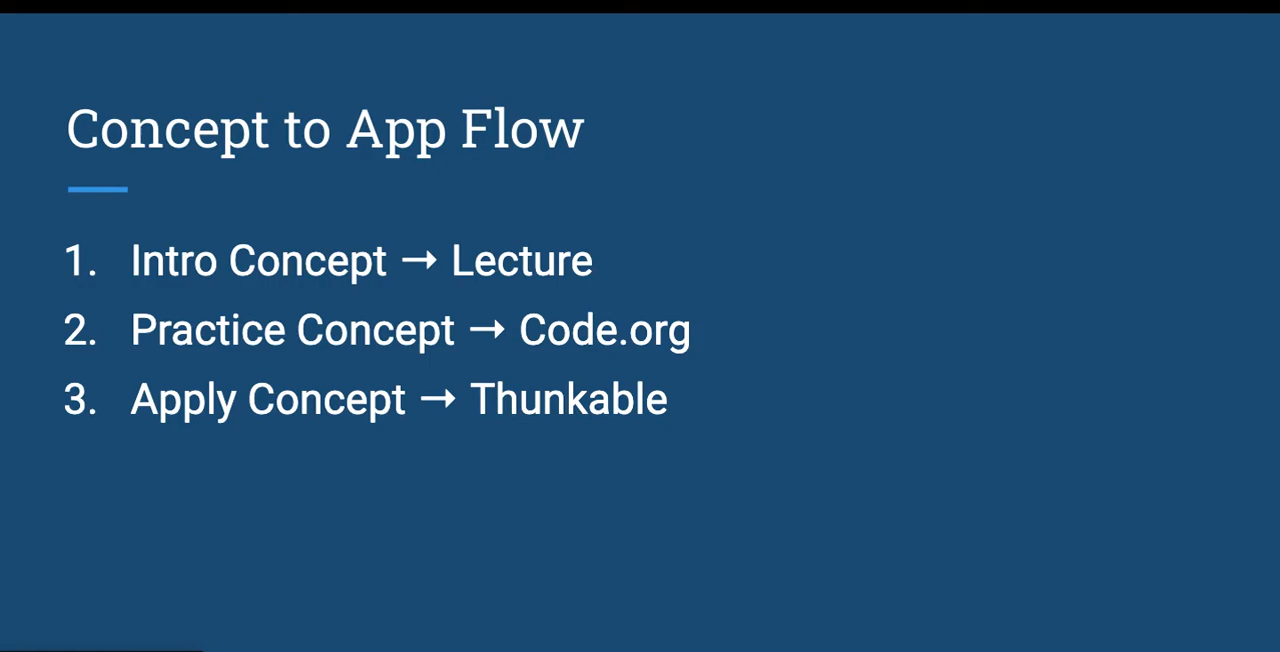 Concept to App Flow
1. Intro Concept → Lecture
2. Practice Concept → Code.org
3. Apply Concept → Thunkable